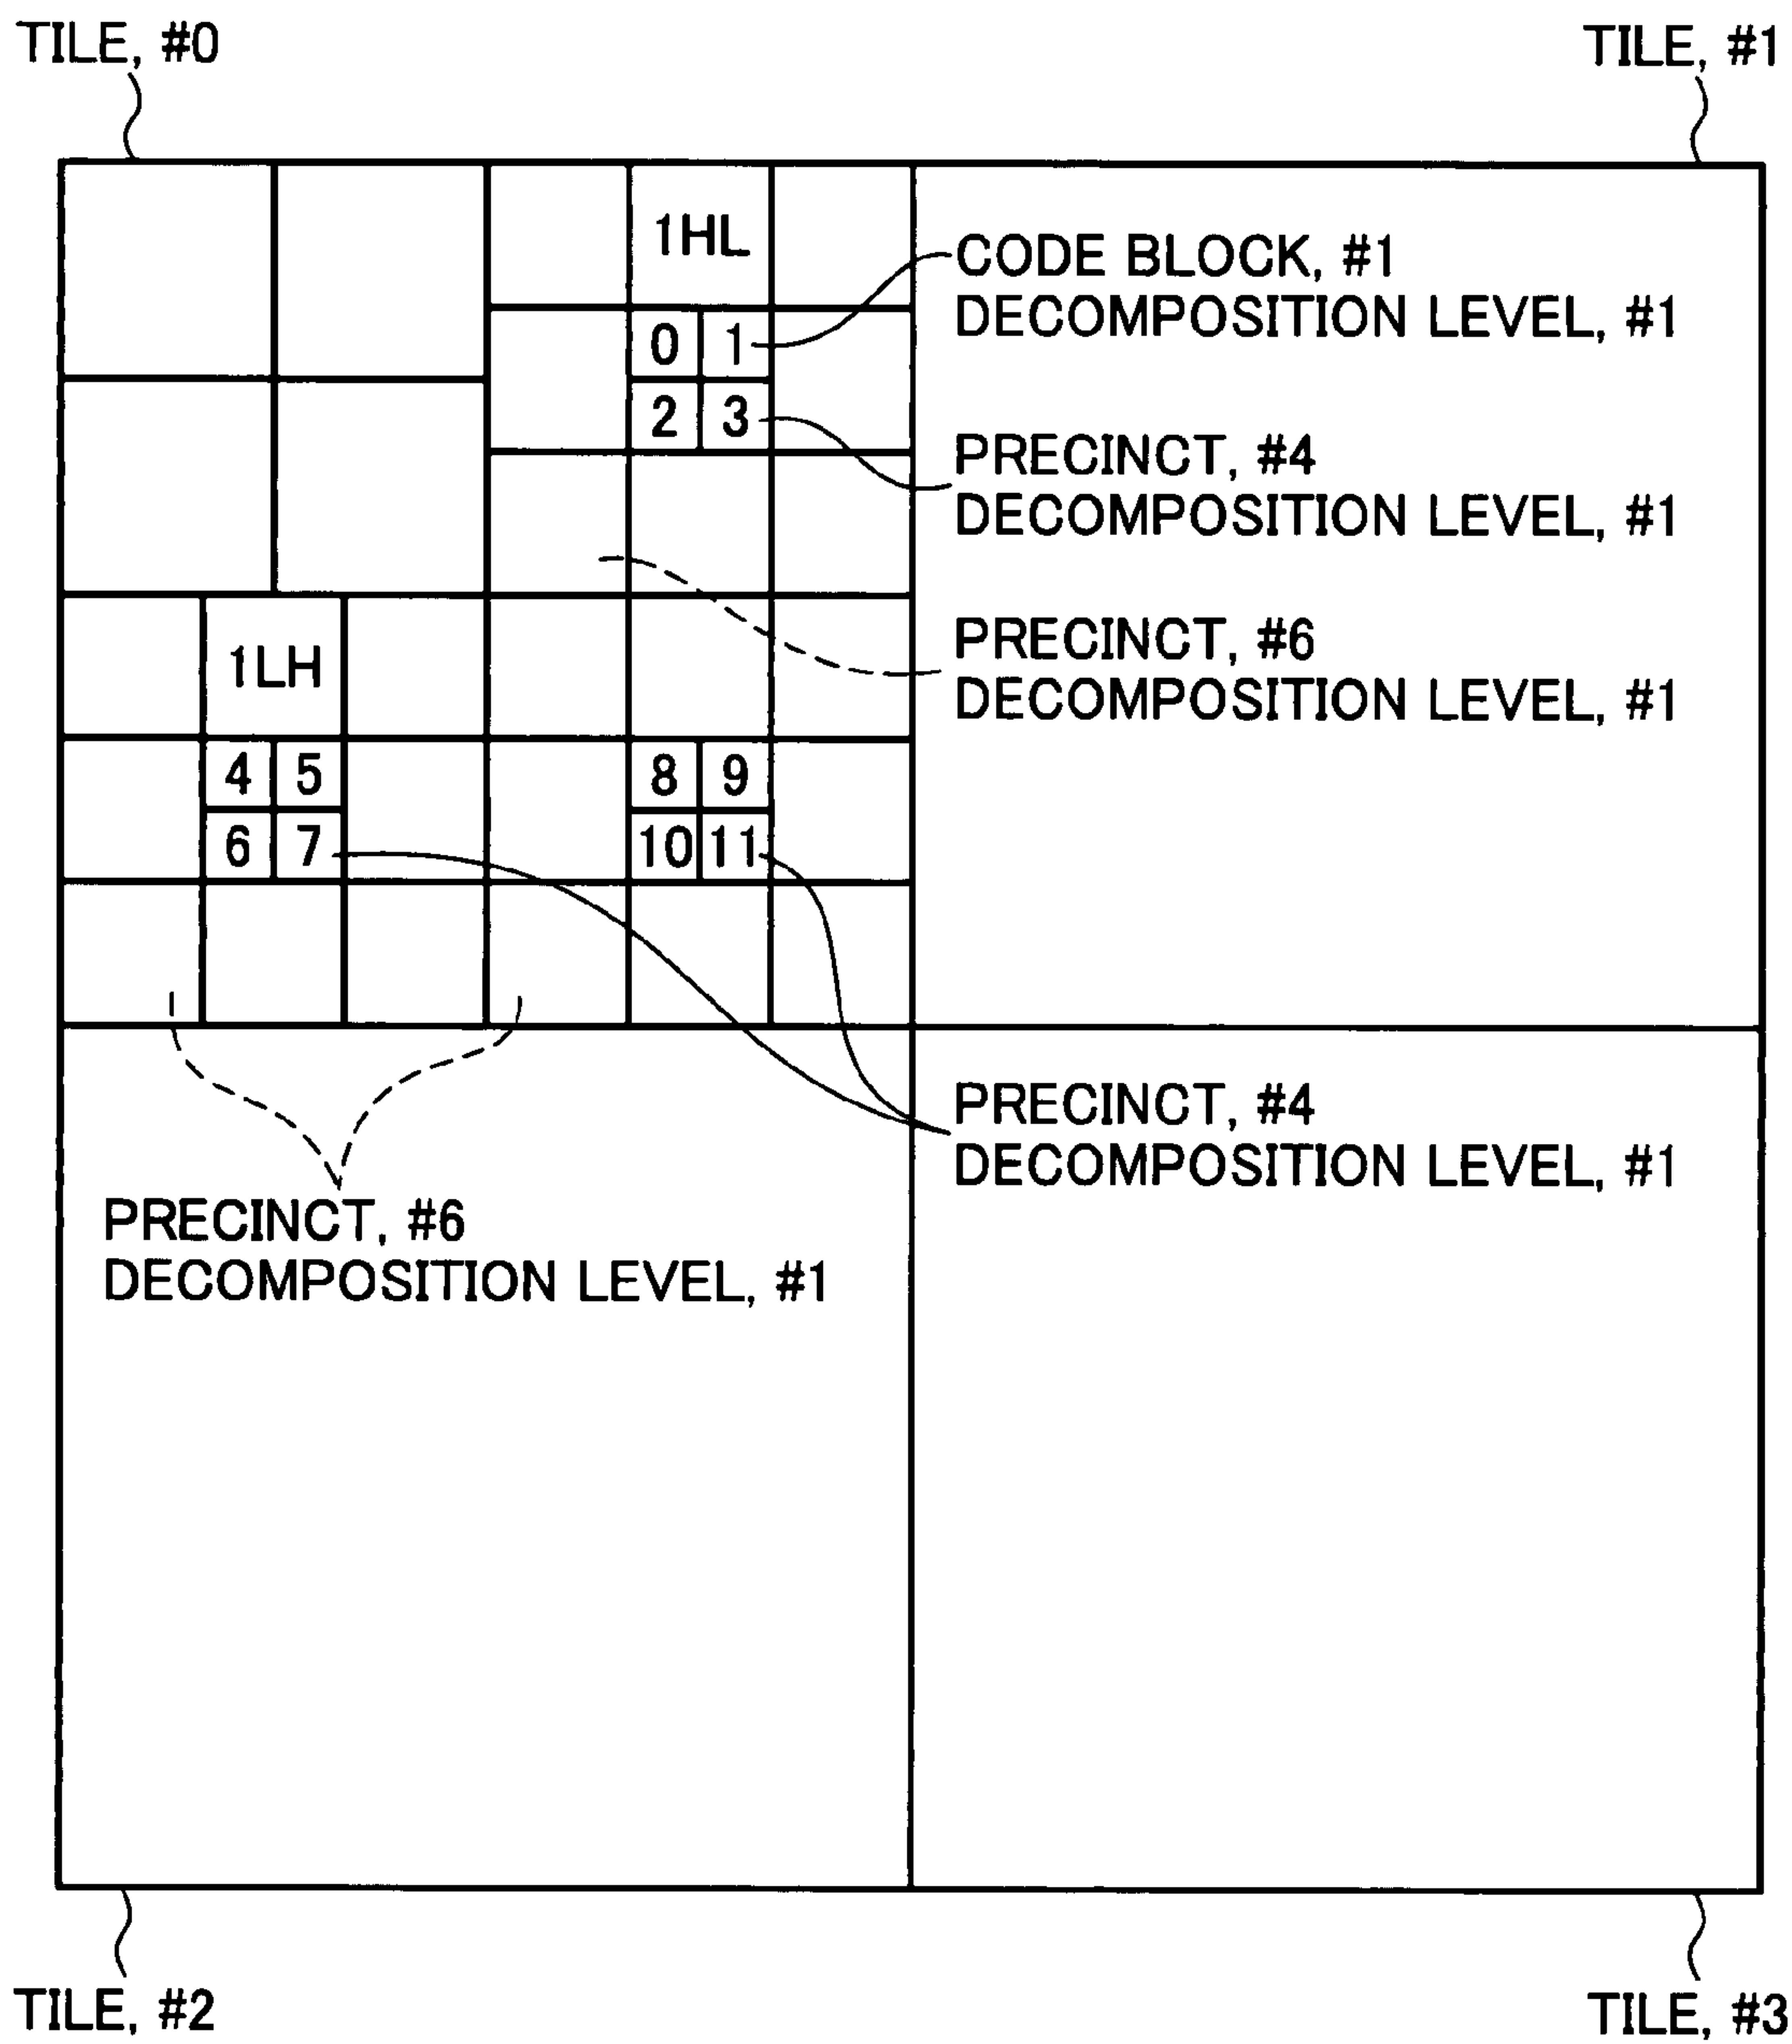 TILE, #0
TILE, #1
1HL
CODE BLOCK, #1
DECOMPOSITION LEVEL, #1
0 1
2 3
PRECINCT, #4
DECOMPOSITION LEVEL, #1
PRECINCT, #6
DECOMPOSITION LEVEL, #1
1LH
4 5 8 9
6 7 10 11
PRECINCT, #4
DECOMPOSITION LEVEL, #1
PRECINCT, #6
DECOMPOSITION LEVEL, #1
TILE, #2
TILE, #3